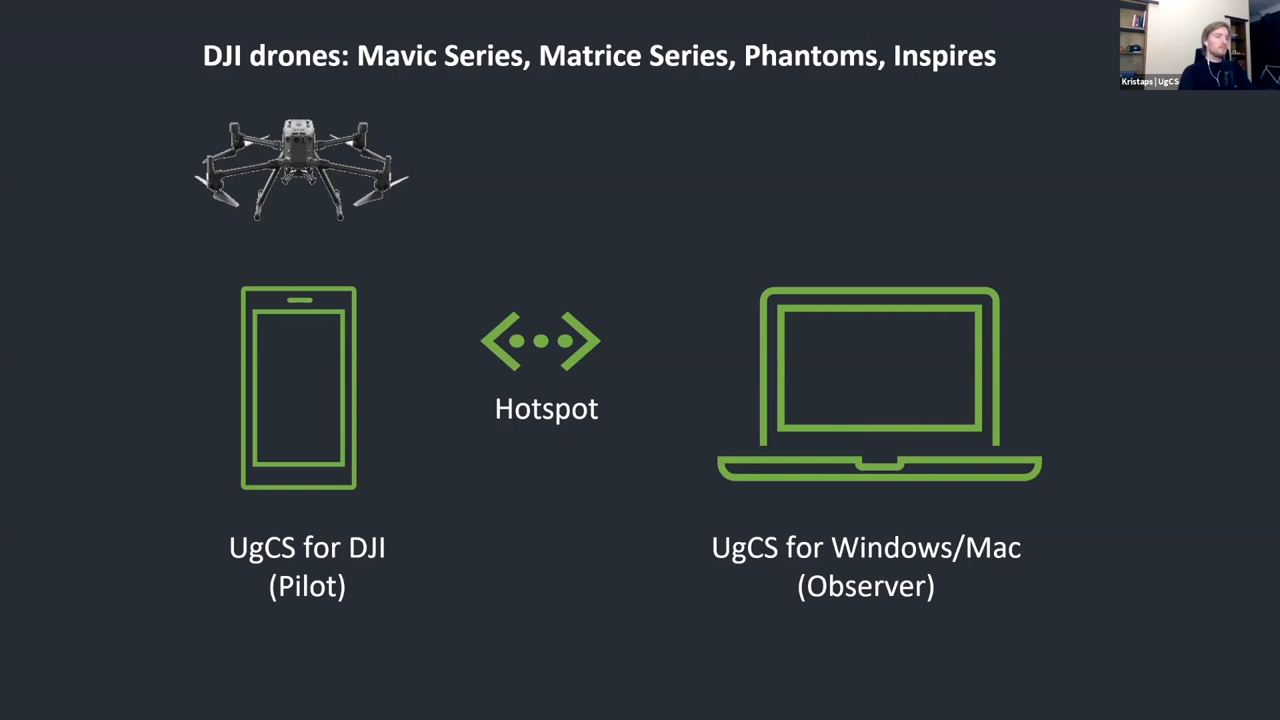 DJI drones: Mavic Series, Matrice Series, Phantoms, Inspires
Kristaps | UgCS
Hotspot
UgCS for DJI
(Pilot)
UgCS for Windows/Mac
(Observer)